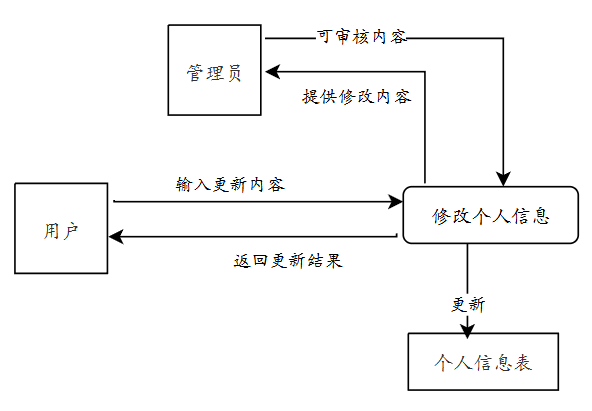 可审核内容
管理员
提供修改内容
输入更新内容
修改个人信息
用户
返回更新结果
更新
个人信息表